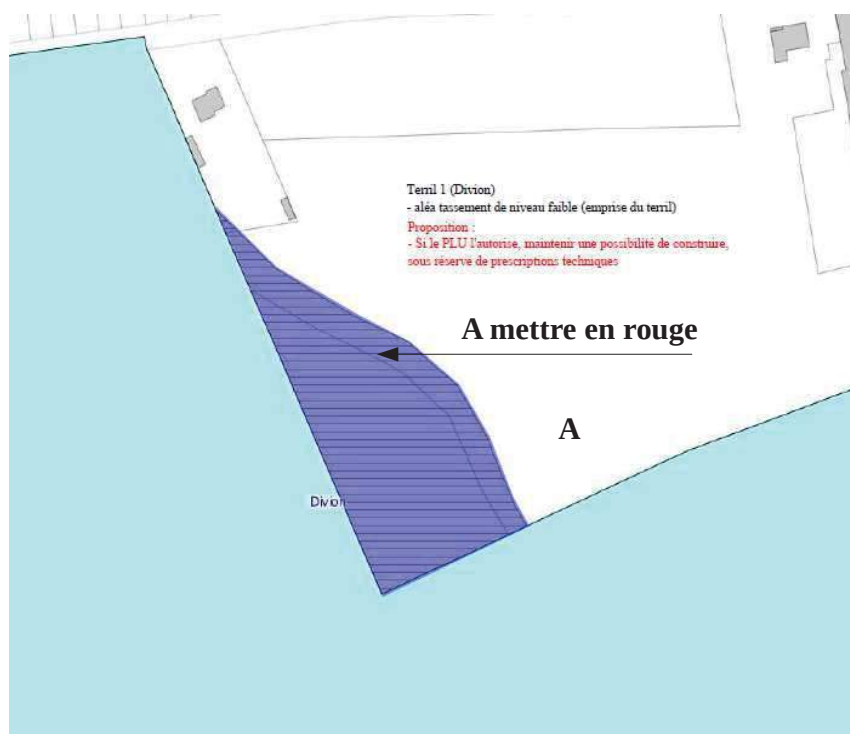 Terril 1 (Divion)
- aléa tassement de niveau faible (emprise du terril)
Proposition :
- Si le PLU l'autorise, maintenir une possibilité de construire,
sous réserve de prescriptions techniques
A mettre en rouge
A
Divion